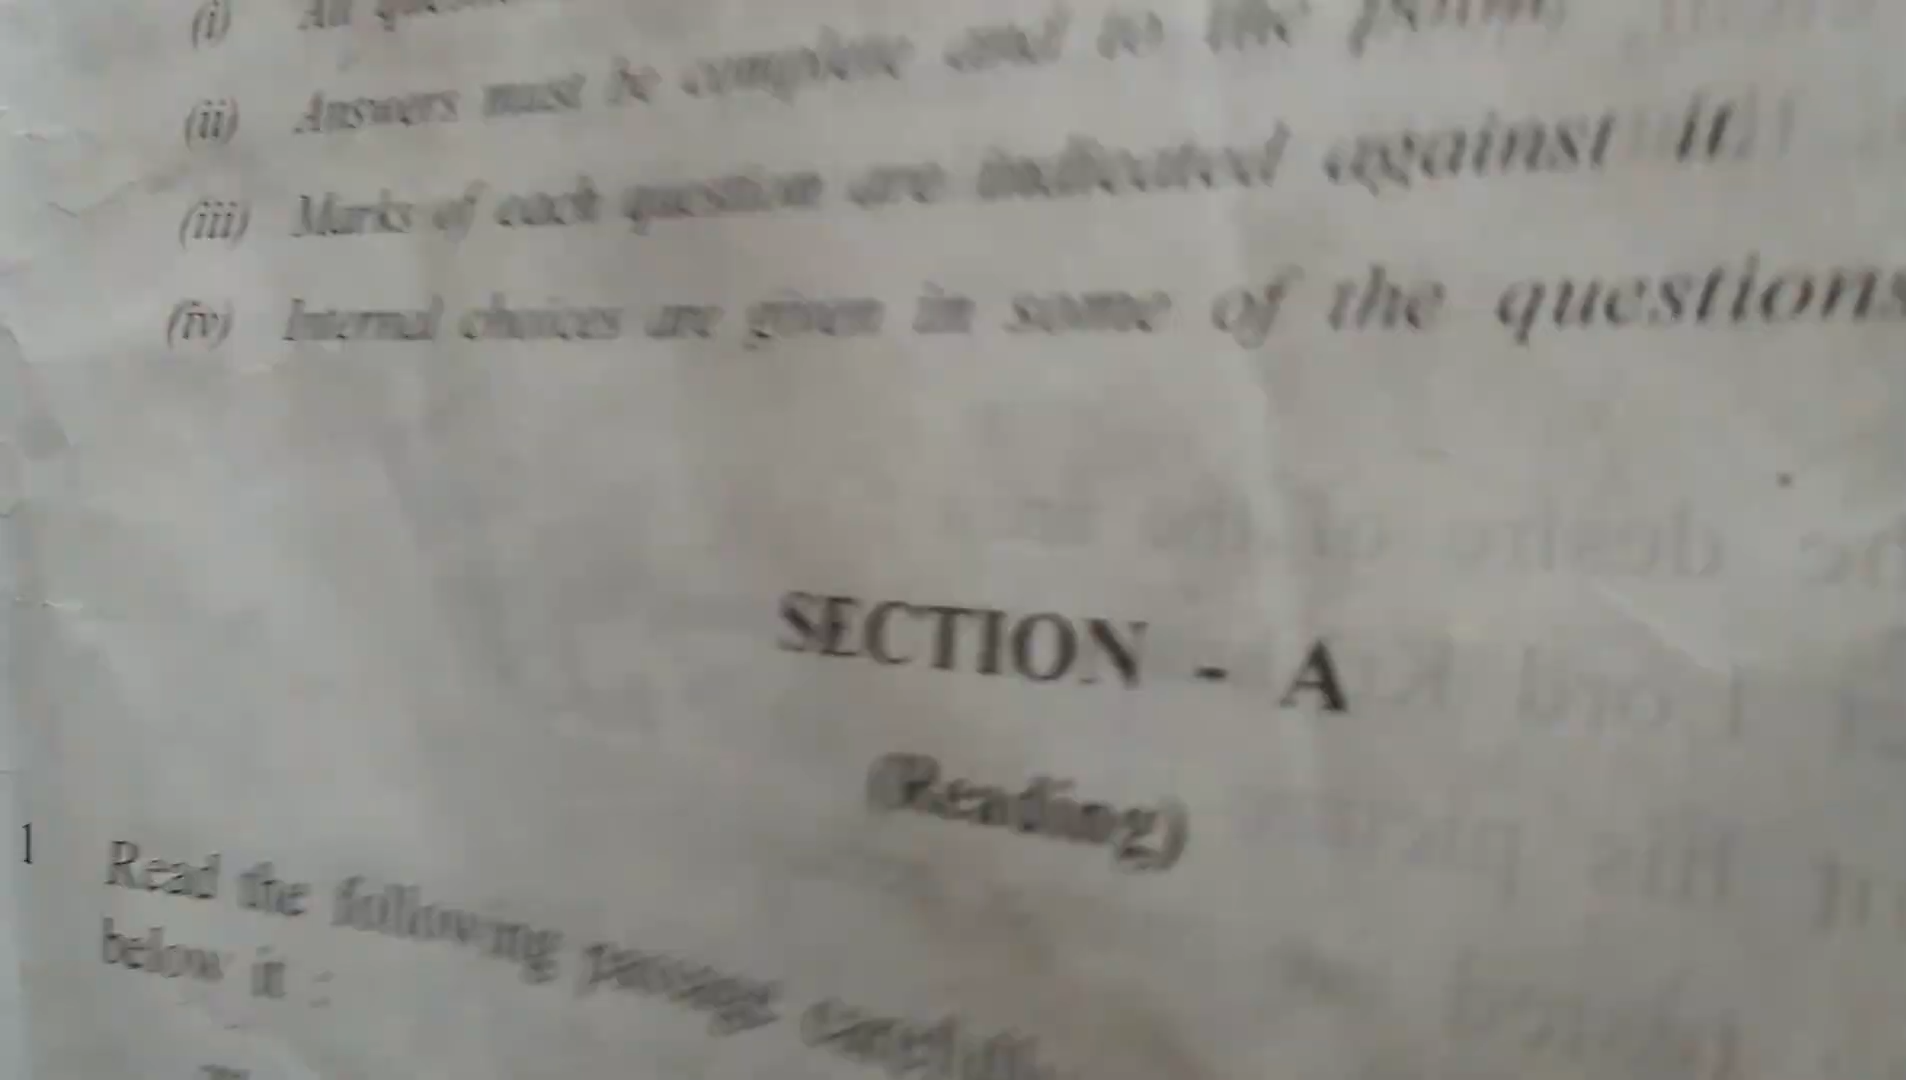 (i) All
(ii) Answers must be complete and to the point.
(iii) Marks of each question are indicated against it.
(iv) Internal choices are given in some of the questions
SECTION - A
(Reading)
1 Read the following passage carefully
below it :